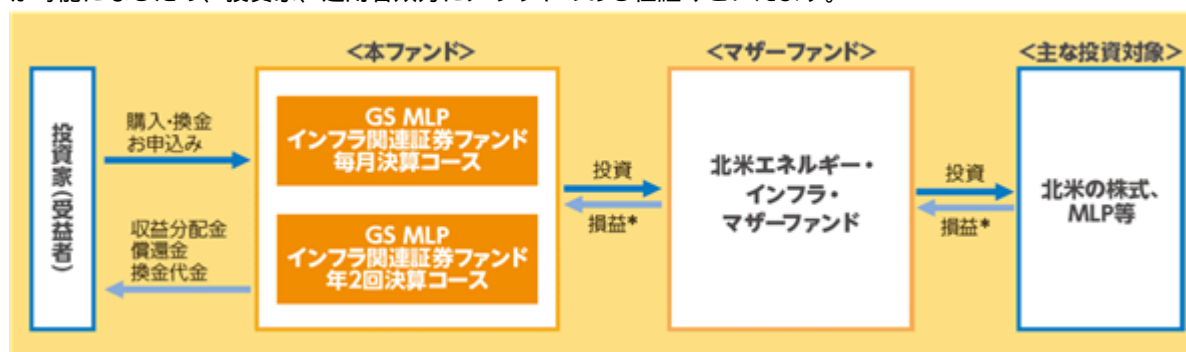 ＜本ファンド＞
＜マザーファンド＞
＜主な投資対象＞
投資家（受益者）
購入・換金
お申込み
収益分配金
償還金
換金代金
GS MLP
インフラ関連証券ファンド
毎月決算コース
GS MLP
インフラ関連証券ファンド
年2回決算コース
投資
損益*
北米エネルギー・
インフラ・
マザーファンド
投資
損益*
北米の株式、
MLP等